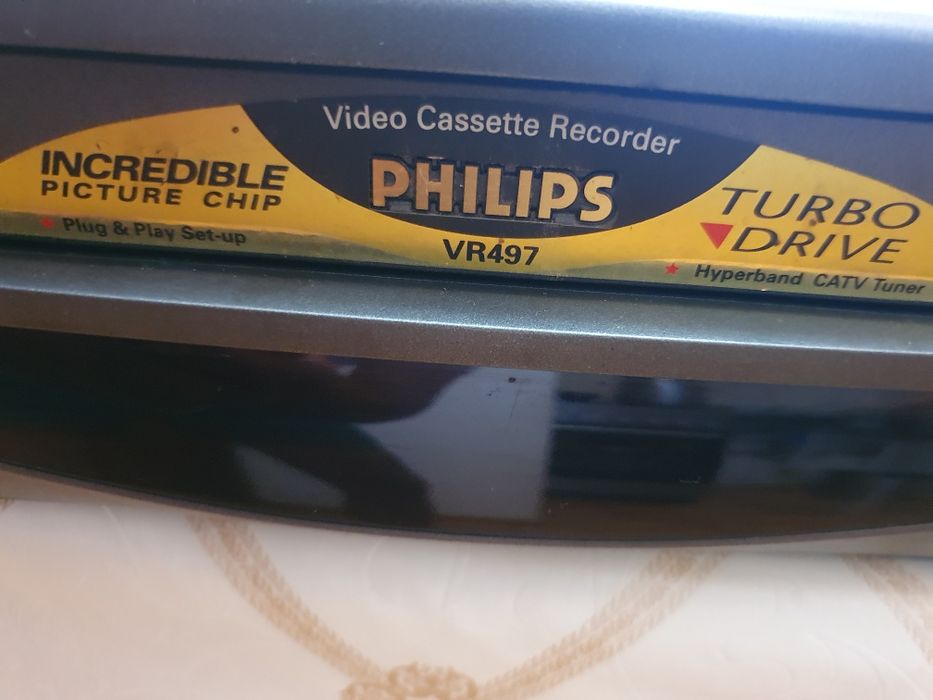 Video Cassette Recorder
PHILIPS
VR497
INCREDIBLE
PICTURE CHIP
★ Plug & Play Set-up
TURBO
▼DRIVE
★ Hyperband CATV Tuner